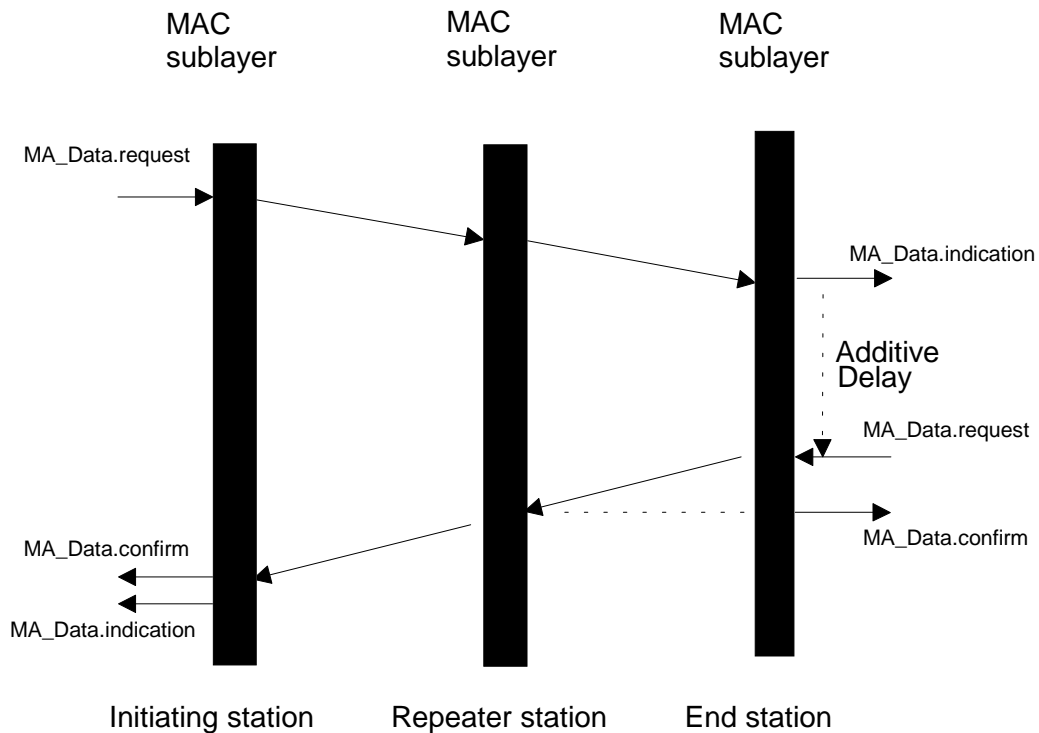 MAC
sublayer
MAC
sublayer
MAC
sublayer
MA_Data.request
MA_Data.indication
Additive
Delay
MA_Data.request
MA_Data.confirm
MA_Data.confirm
MA_Data.indication
Initiating station
Repeater station
End station